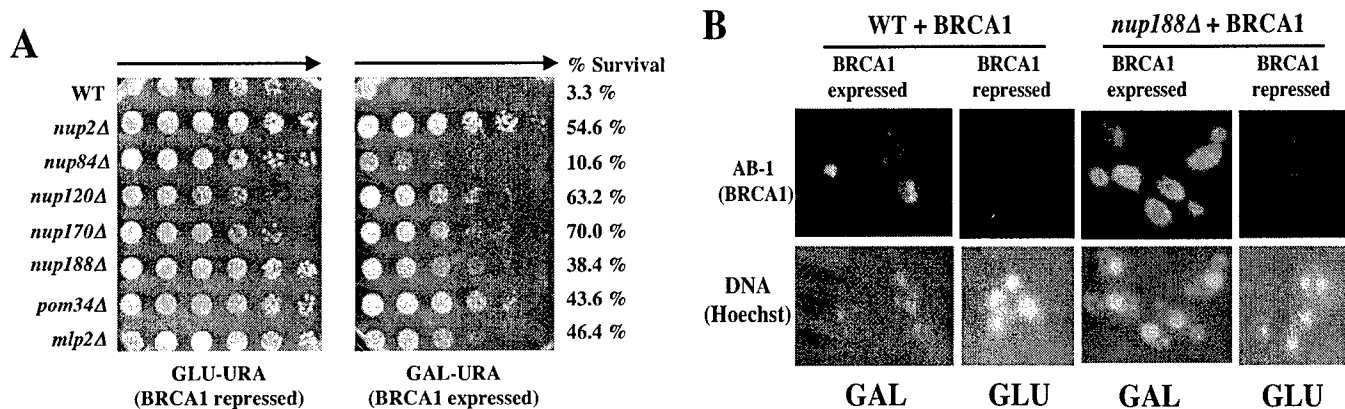 A
% Survival
WT 3.3 %
nup2Δ 54.6 %
nup84Δ 10.6 %
nup120Δ 63.2 %
nup170Δ 70.0 %
nup188Δ 38.4 %
pom34Δ 43.6 %
mlp2Δ 46.4 %
GLU-URA
(BRCA1 repressed)
GAL-URA
(BRCA1 expressed)
B
WT + BRCA1
nup188Δ + BRCA1
BRCA1
expressed
BRCA1
repressed
BRCA1
expressed
BRCA1
repressed
AB-1
(BRCA1)
DNA
(Hoechst)
GAL GLU GAL GLU